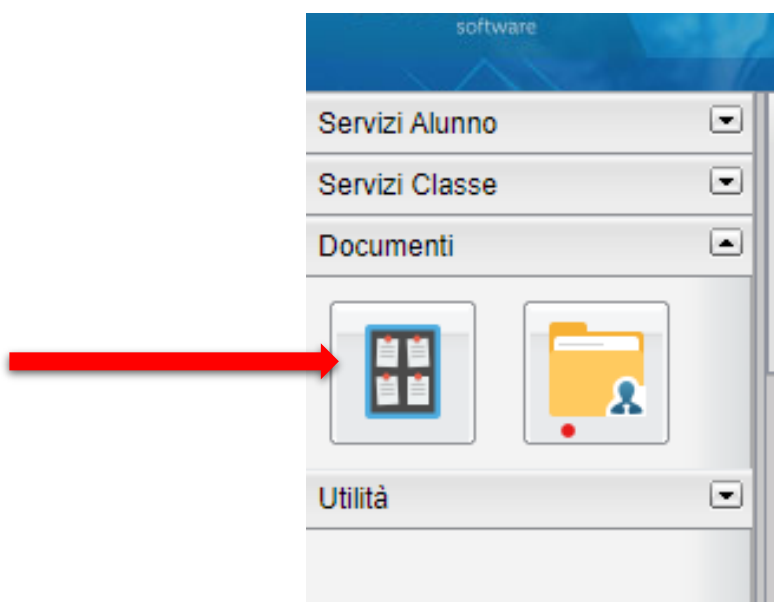 software
Servizi Alunno
Servizi Classe
Documenti
Utilità